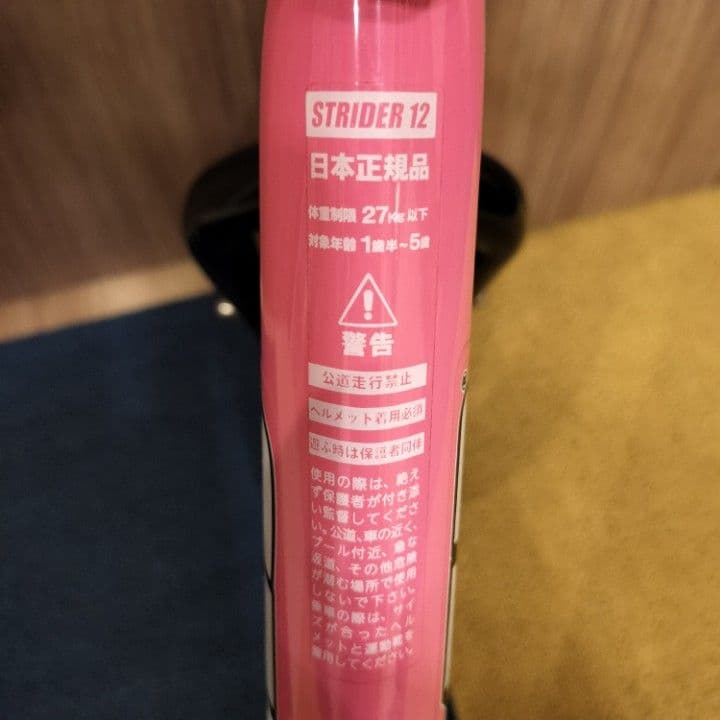 STRIDER 12
日本正規品
体重制限 27KG 以下
対象年齢 1歳半~5歳
警告
公道走行禁止
ヘルメット着用必須
遊ぶ時は保護者同伴
使用の際は、絶え
ず保護者が付き添
い監督してくださ
い。公道、車の近く、
プール付近、急な
坂道、その他危険
が潜む場所で使用
しないで下さい。
乗車の際は、サイ
ズが合ったヘル
メットと運動靴を
着用してください。